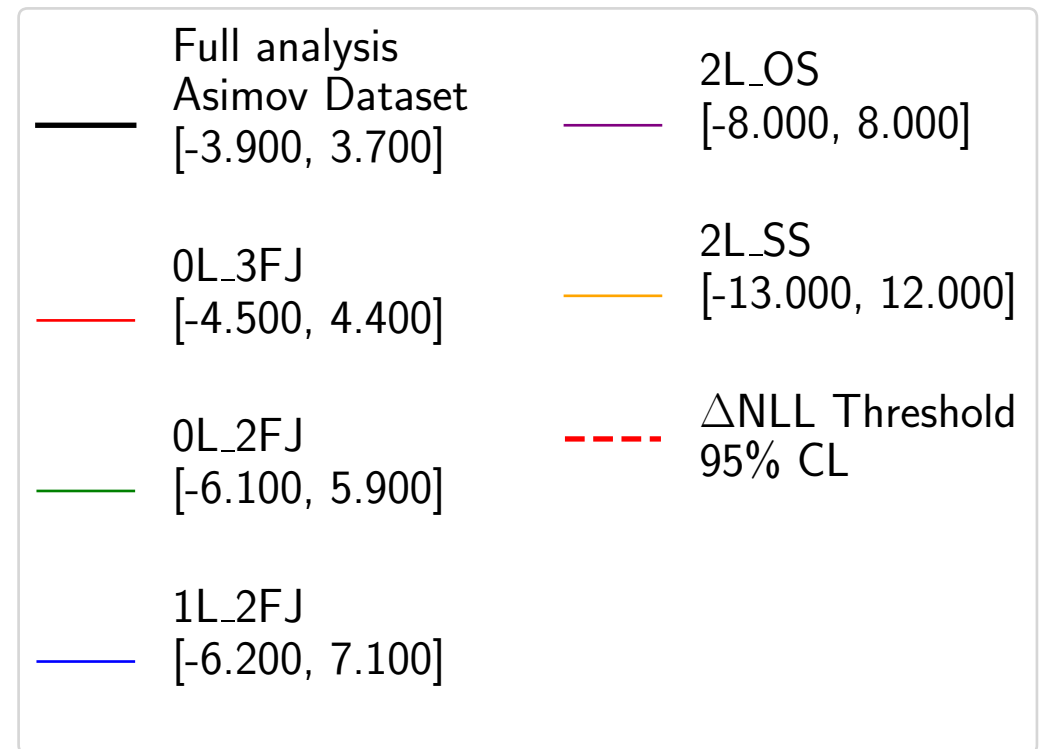 Full analysis
Asimov Dataset
[-3.900, 3.700]
0L_3FJ
[-4.500, 4.400]
0L_2FJ
[-6.100, 5.900]
1L_2FJ
[-6.200, 7.100]
2L_OS
[-8.000, 8.000]
2L_SS
[-13.000, 12.000]
ΔNLL Threshold
95% CL